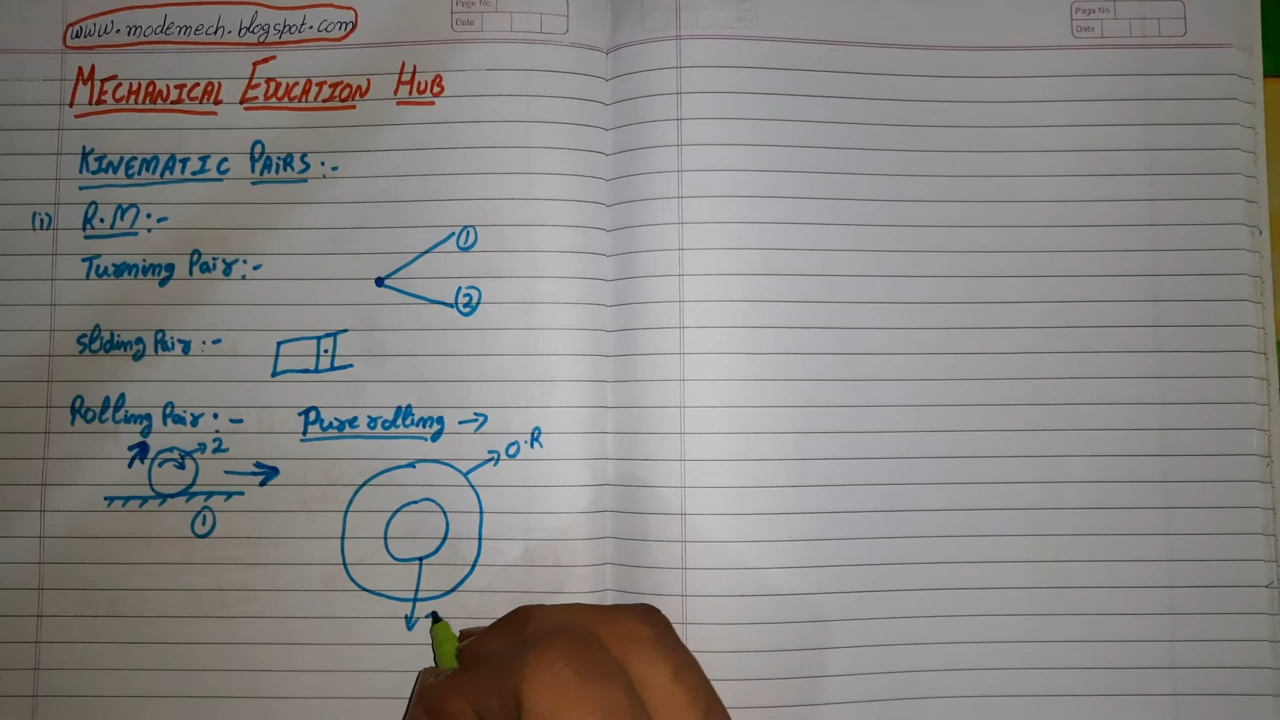 www.modemech.blogspot.com
Page No.
Date
Page No
Date
MECHANICAL EDUCATION HUB
KINEMATIC PAIRS:-
(i) R.M:-
Turning Pair:-
1
2
Sliding Pair:-
Rolling Pair:- Pure rolling →
2
O.R
1